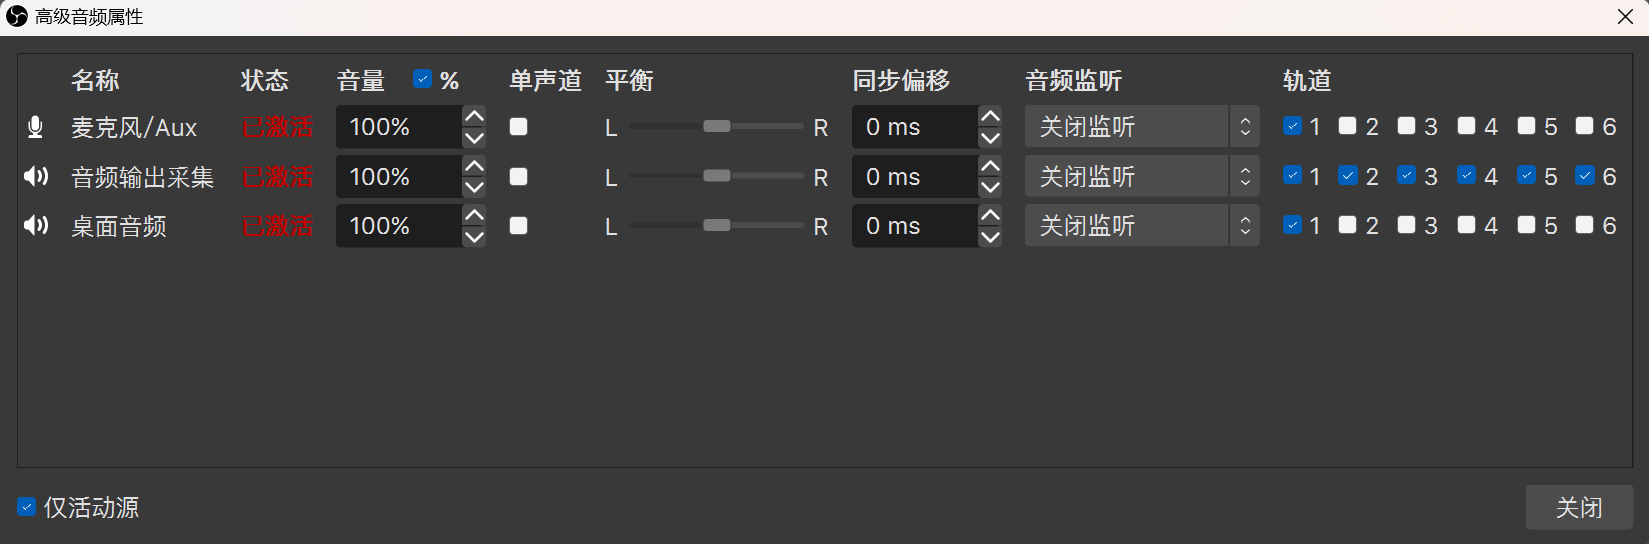 高级音频属性
名称 状态 音量 % 单声道 平衡 同步偏移 音频监听 轨道
麦克风/Aux 已激活 100% L R 0 ms 关闭监听 1 2 3 4 5 6
音频输出采集 已激活 100% L R 0 ms 关闭监听 1 2 3 4 5 6
桌面音频 已激活 100% L R 0 ms 关闭监听 1 2 3 4 5 6
仅活动源 关闭